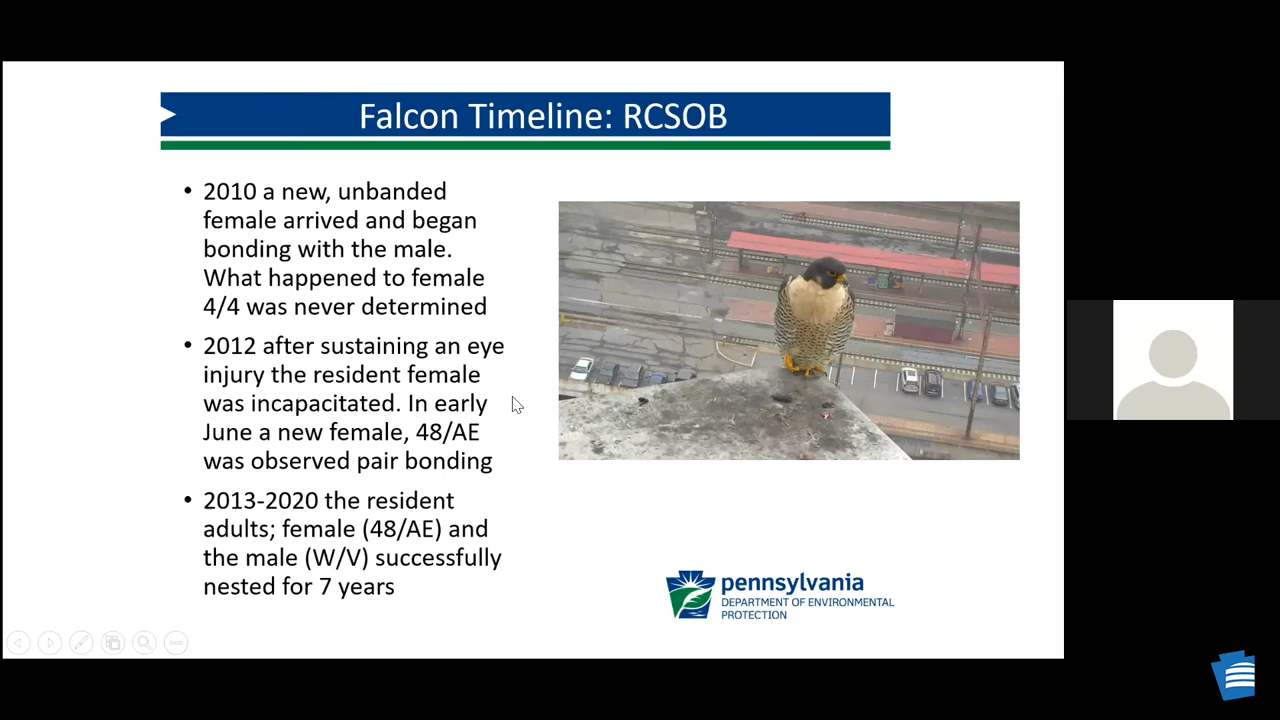 Falcon Timeline: RCSOB
• 2010 a new, unbanded
female arrived and began
bonding with the male.
What happened to female
4/4 was never determined
• 2012 after sustaining an eye
injury the resident female
was incapacitated. In early
June a new female, 48/AE
was observed pair bonding
• 2013-2020 the resident
adults; female (48/AE) and
the male (W/V) successfully
nested for 7 years
pennsylvania
DEPARTMENT OF ENVIRONMENTAL
PROTECTION